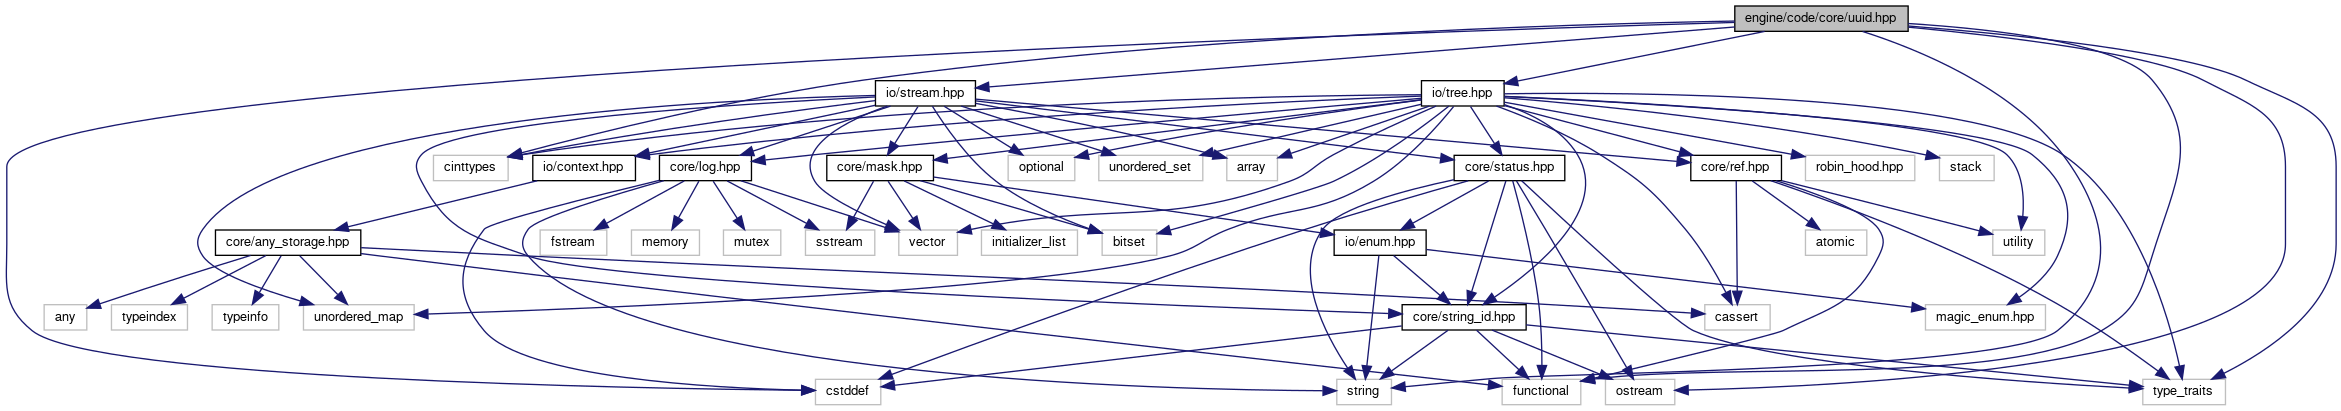 engine/code/core/uuid.hpp
io/stream.hpp
io/tree.hpp
cinttypes
io/context.hpp
core/log.hpp
core/mask.hpp
optional
unordered_set
array
core/status.hpp
core/ref.hpp
robin_hood.hpp
stack
core/any_storage.hpp
fstream
memory
mutex
sstream
vector
initializer_list
bitset
io/enum.hpp
atomic
utility
any
typeindex
typeinfo
unordered_map
core/string_id.hpp
cassert
magic_enum.hpp
cstddef
string
functional
ostream
type_traits